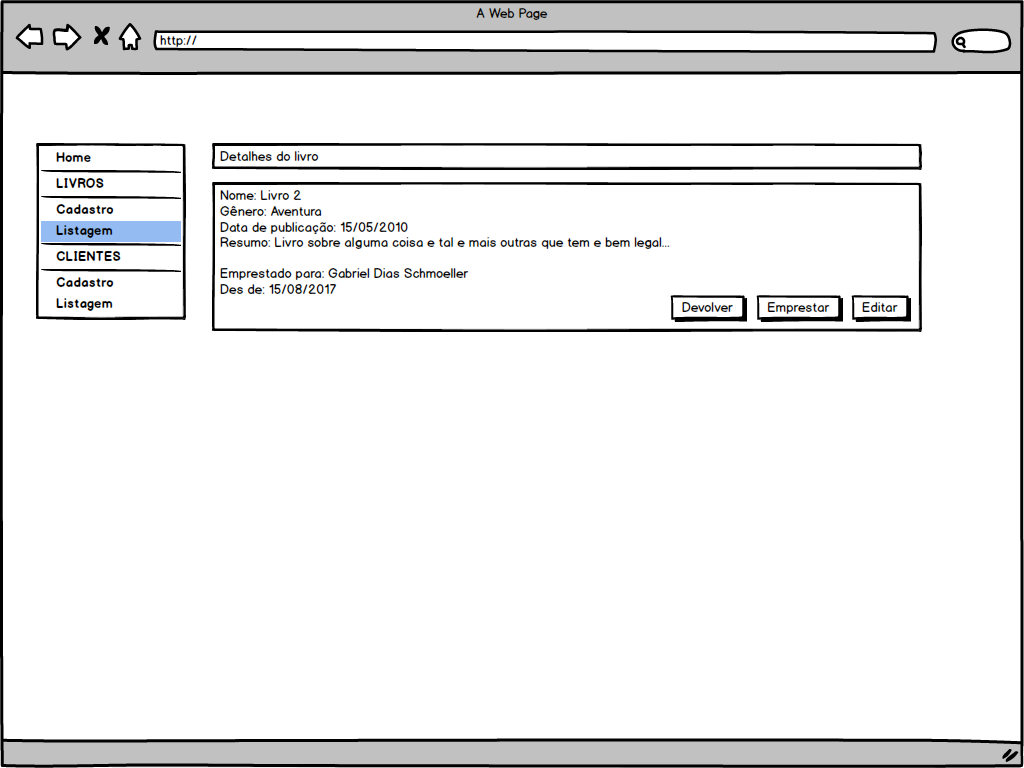 A Web Page
http://
Home
LIVROS
Cadastro
Listagem
CLIENTES
Cadastro
Listagem
Detalhes do livro
Nome: Livro 2
Gênero: Aventura
Data de publicação: 15/05/2010
Resumo: Livro sobre alguma coisa e tal e mais outras que tem e bem legal...
Emprestado para: Gabriel Dias Schmoeller
Des de: 15/08/2017
Devolver Emprestar Editar